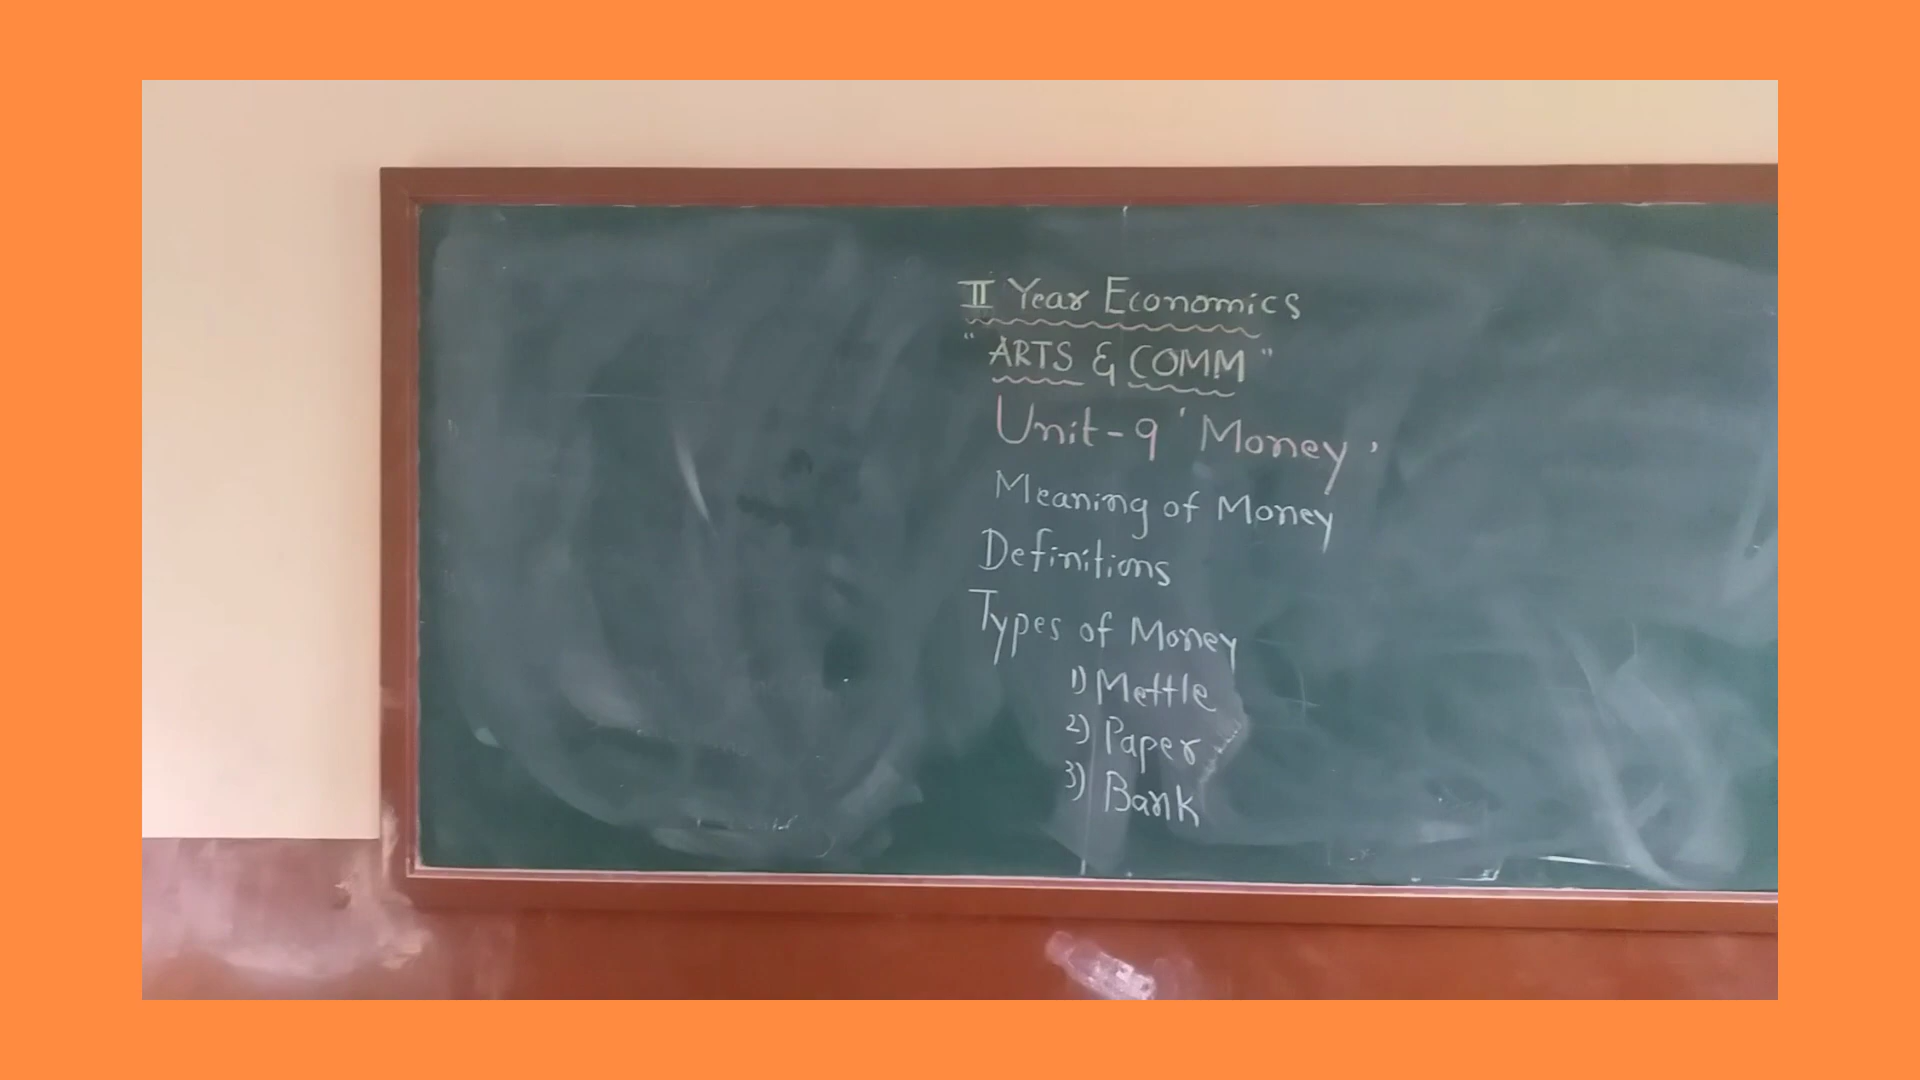 II Year Economics
"ARTS & COMM"
Unit-9 'Money'
Meaning of Money
Definitions
Types of Money
1) Mettle
2) Paper
3) Bank